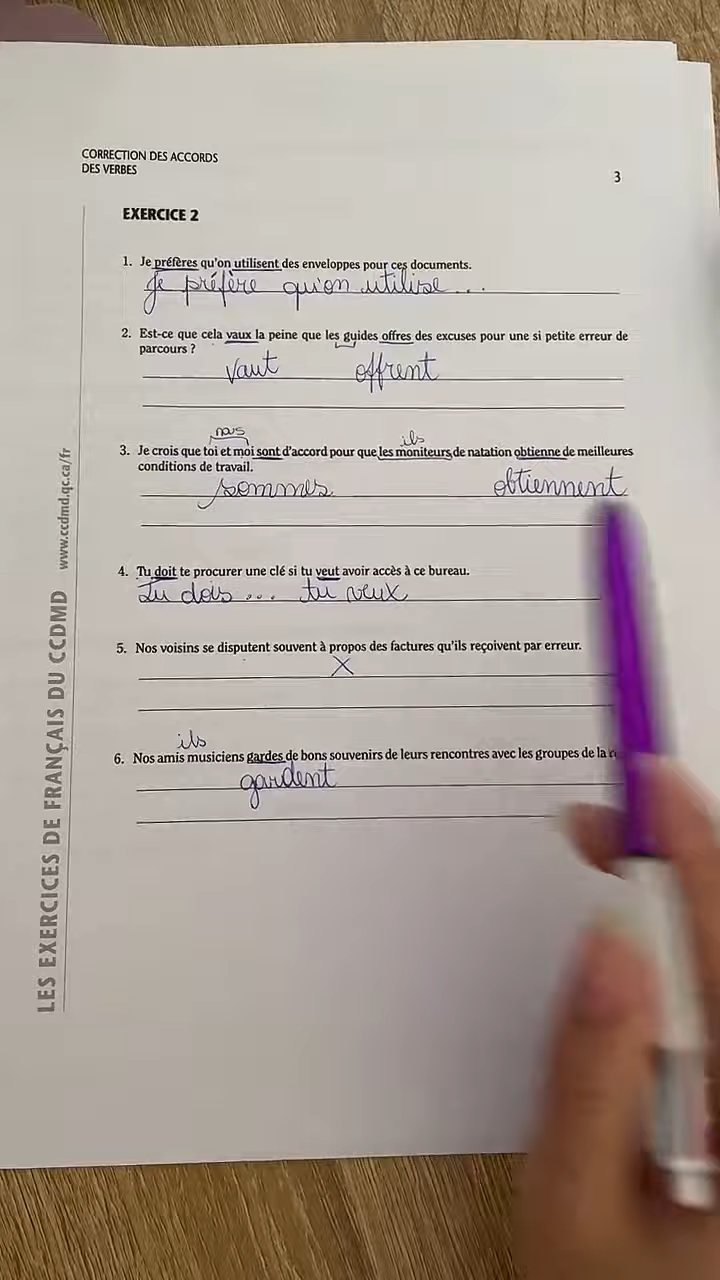 CORRECTION DES ACCORDS
DES VERBES
3
EXERCICE 2
1. Je préfères qu'on utilisent des enveloppes pour ces documents.
Je préfère qu'on utilise ...
2. Est-ce que cela vaux la peine que les guides offres des excuses pour une si petite erreur de
parcours ?
vaut offrent
nous ils
3. Je crois que toi et moi sont d'accord pour que les moniteurs de natation obtienne de meilleures
conditions de travail.
sommes obtiennent
4. Tu doit te procurer une clé si tu veut avoir accès à ce bureau.
Tu dois ... tu veux
5. Nos voisins se disputent souvent à propos des factures qu'ils reçoivent par erreur.
X
ils
6. Nos amis musiciens gardes de bons souvenirs de leurs rencontres avec les groupes de la
gardent
LES EXERCICES DE FRANÇAIS DU CCDMD www.ccdmd.qc.ca/fr